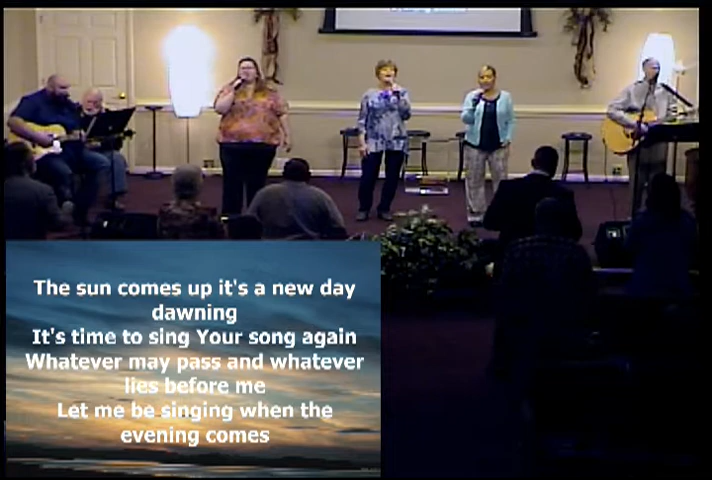 The sun comes up it's a new day
dawning
It's time to sing Your song again
Whatever may pass and whatever
lies before me
Let me be singing when the
evening comes